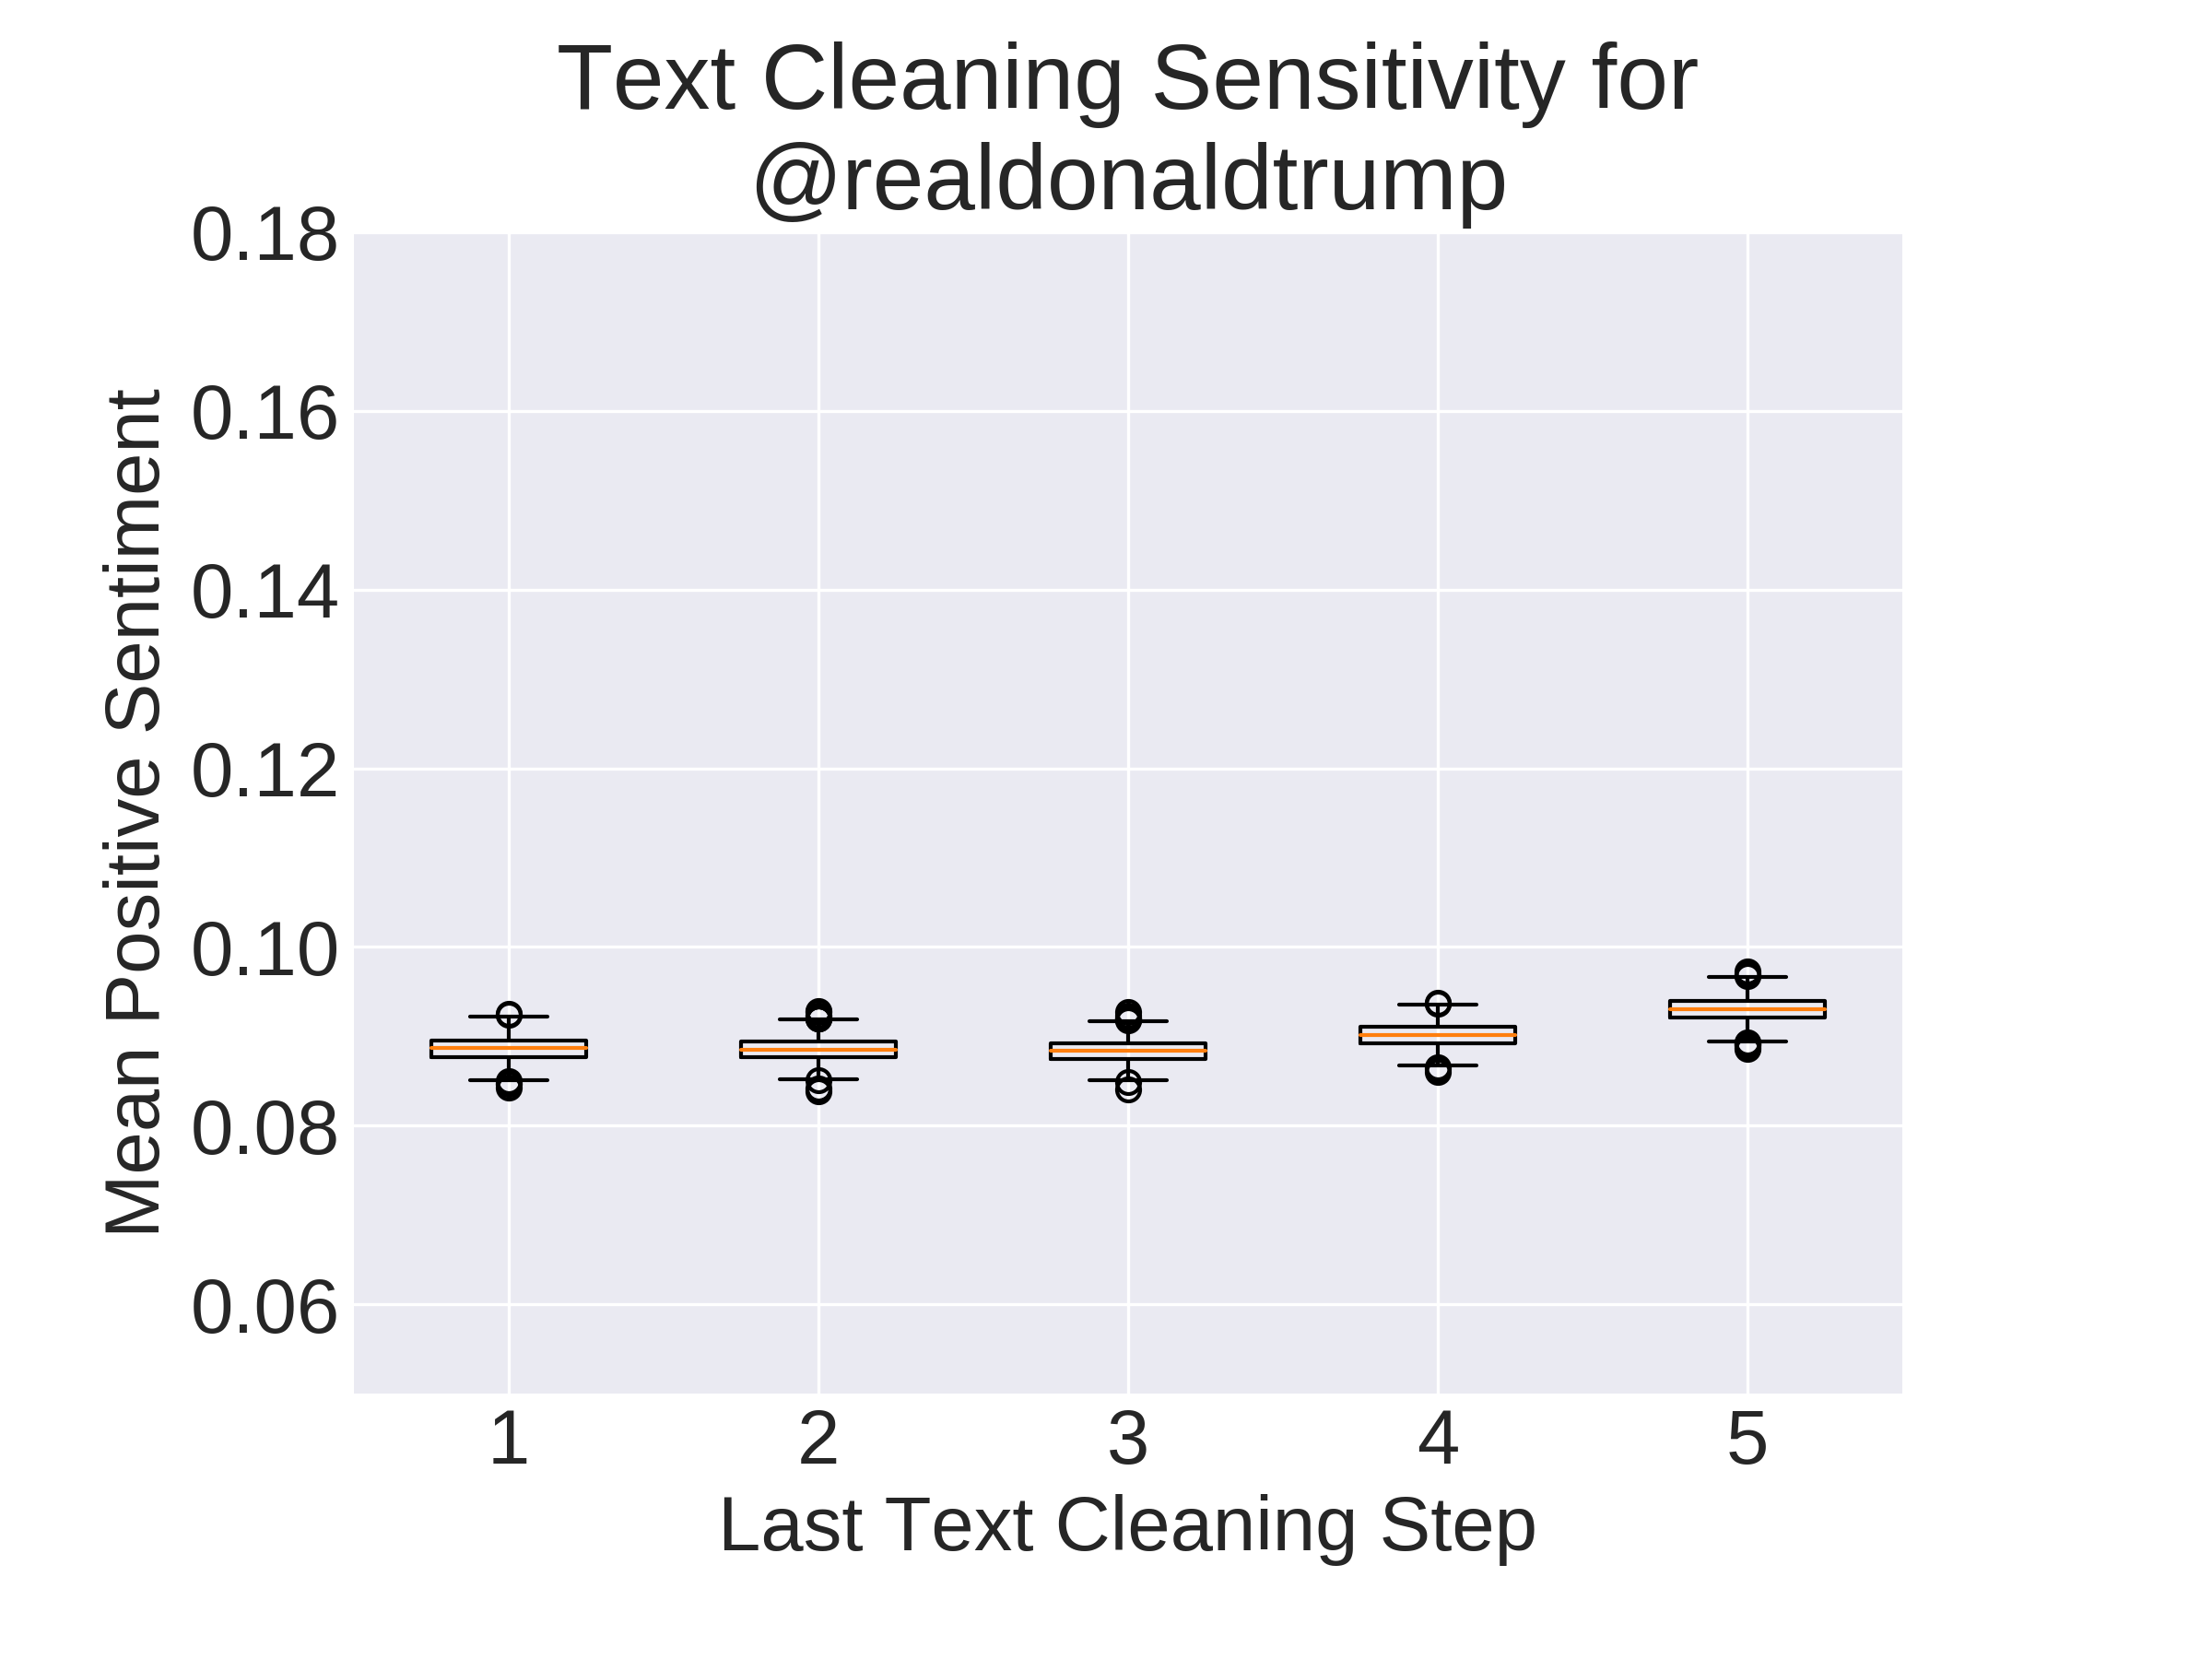 Text Cleaning Sensitivity for
@realdonaldtrump
Mean Positive Sentiment
0.18
0.16
0.14
0.12
0.10
0.08
0.06
1 2 3 4 5
Last Text Cleaning Step